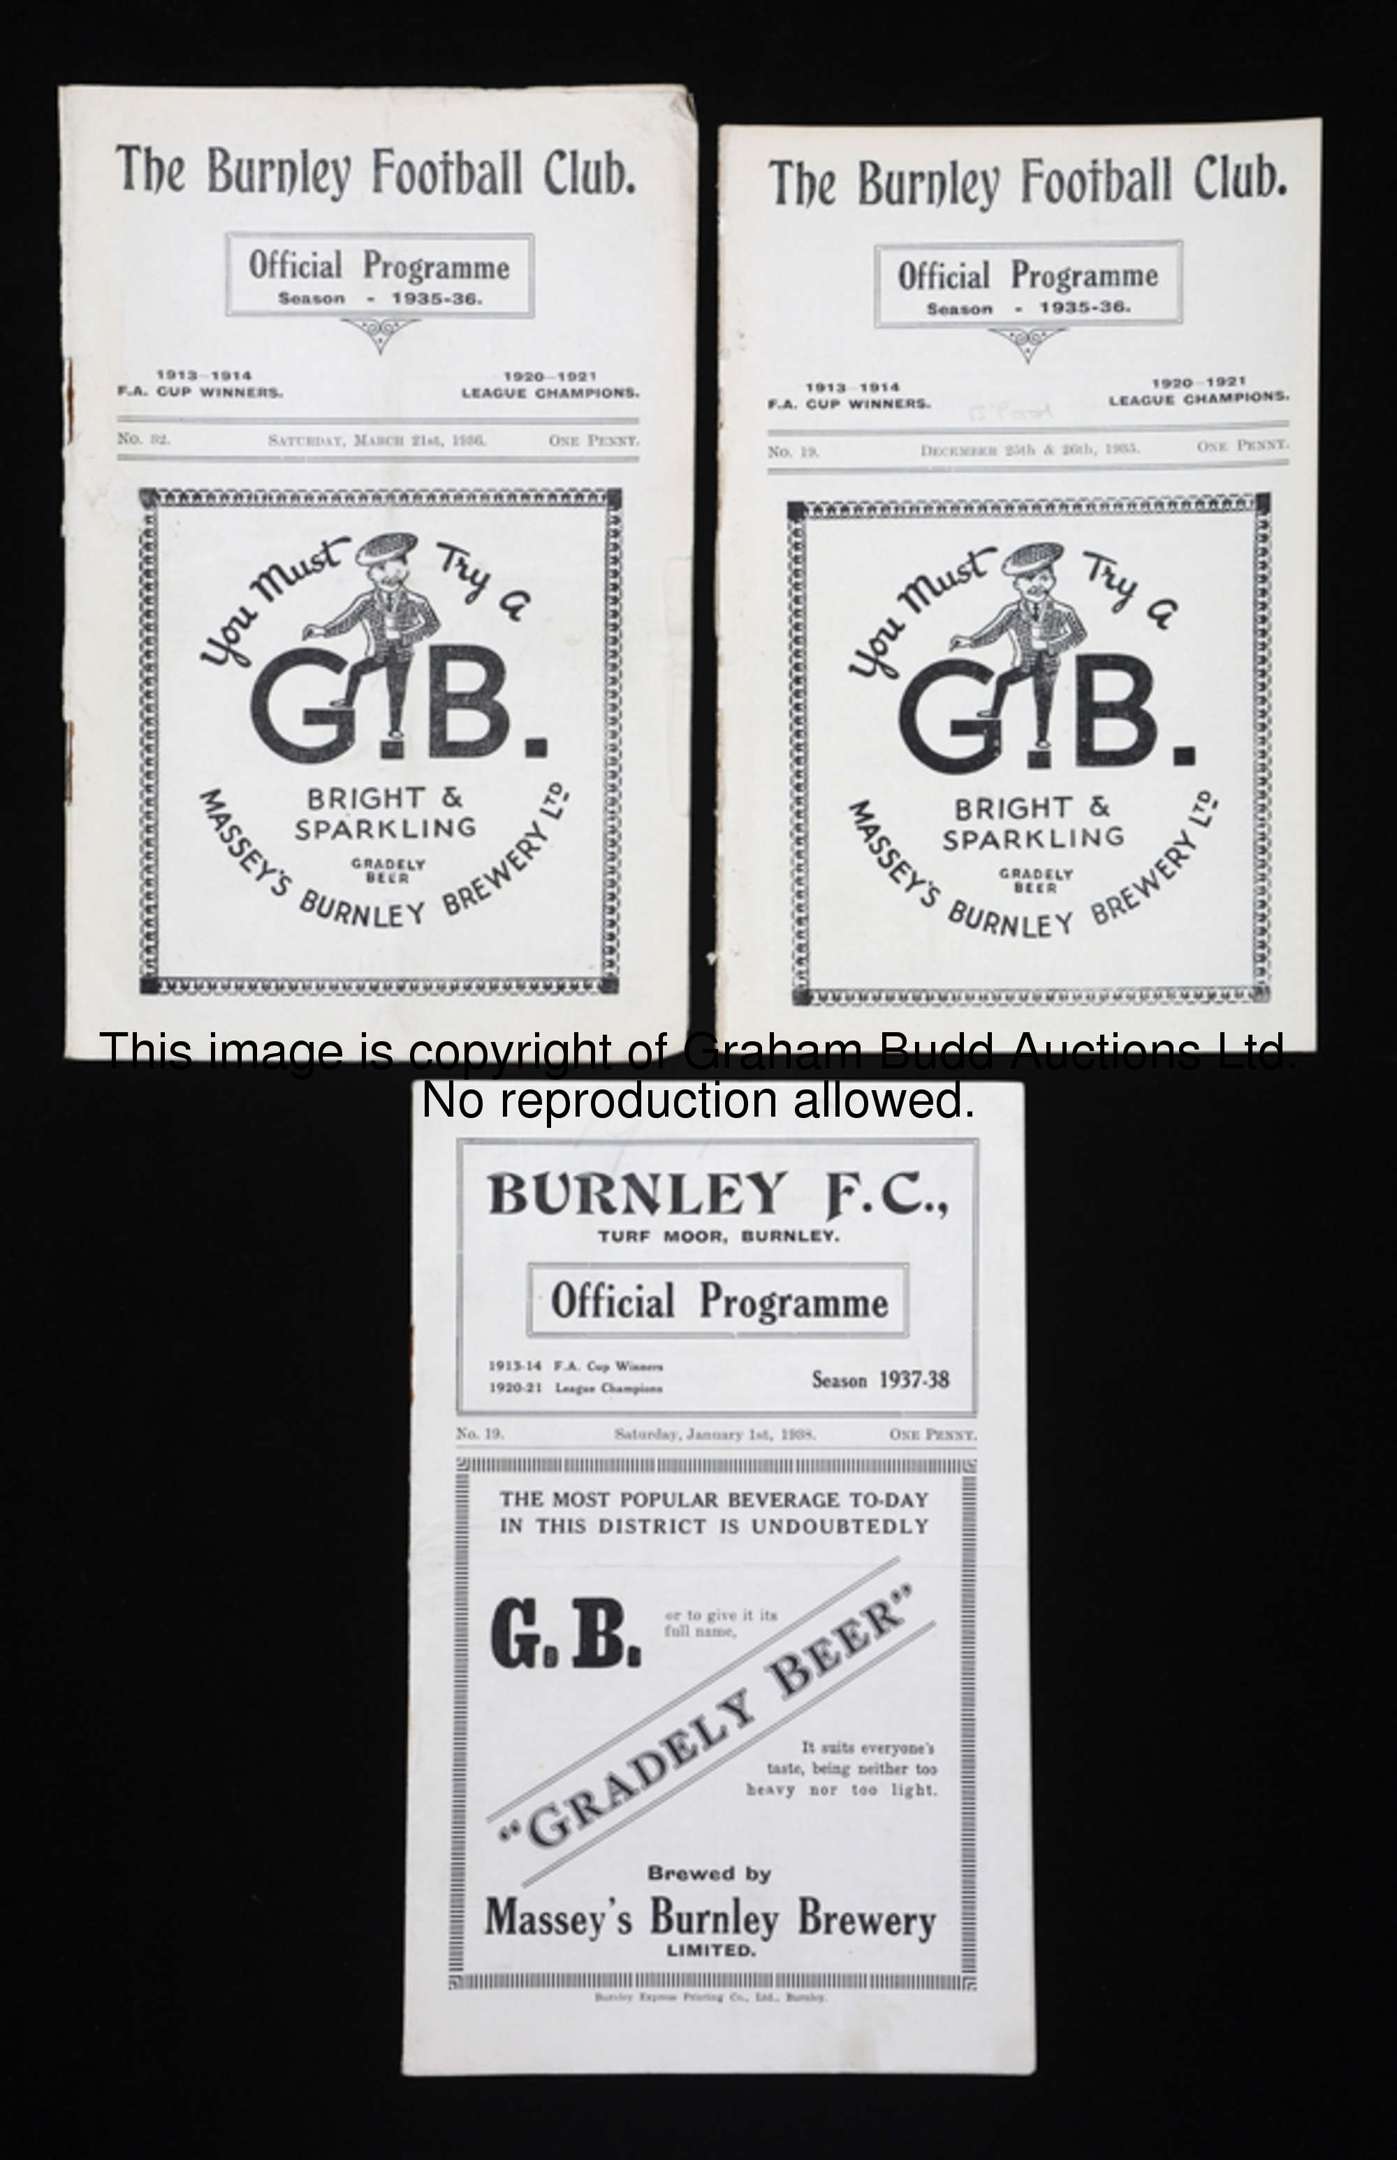 The Burnley Football Club.
Official Programme
Season - 1935-36.
1913-1914
F.A. CUP WINNERS.
1920-1921
LEAGUE CHAMPIONS.
No. 32.
SATURDAY, MARCH 21st, 1936.
ONE PENNY.
You Must Try A
G.B.
BRIGHT &
SPARKLING
GRADELY
BEER
MASSEY'S BURNLEY BREWERY LTD
The Burnley Football Club.
Official Programme
Season - 1935-36.
1913-1914
F.A. CUP WINNERS.
1920-1921
LEAGUE CHAMPIONS.
No. 19.
DECEMBER 25th & 26th, 1935.
ONE PENNY.
You Must Try A
G.B.
BRIGHT &
SPARKLING
GRADELY
BEER
MASSEY'S BURNLEY BREWERY LTD
This image is copyright of Graham Budd Auctions Ltd.
No reproduction allowed.
BURNLEY F.C.,
TURF MOOR, BURNLEY.
Official Programme
1913-14 F.A. Cup Winners
1920-21 League Champions
Season 1937-38
No. 19.
Saturday, January 1st, 1938.
ONE PENNY.
THE MOST POPULAR BEVERAGE TO-DAY
IN THIS DISTRICT IS UNDOUBTEDLY
G.B.
or to give it its
full name,
"GRADELY BEER"
It suits everyone's
taste, being neither too
heavy nor too light.
Brewed by
Massey's Burnley Brewery
LIMITED.
Burnley Express Printing Co., Ltd., Burnley.